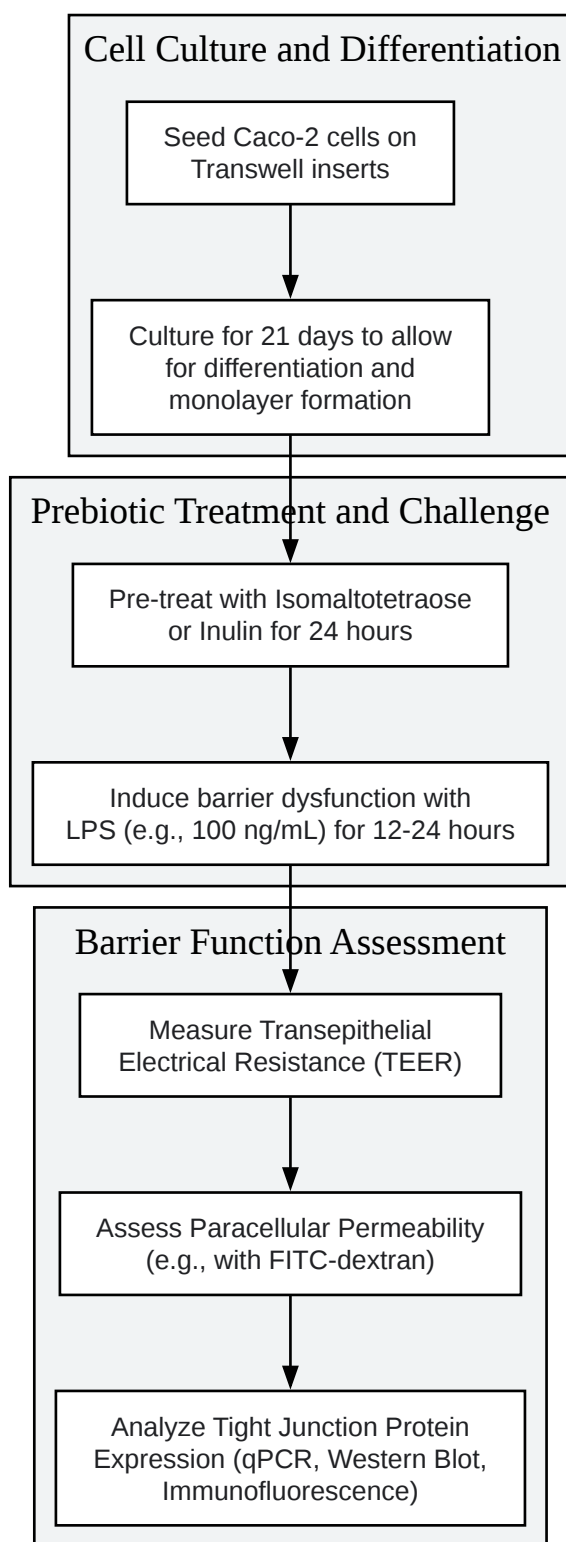 Cell Culture and Differentiation
Seed Caco-2 cells on
Transwell inserts
Culture for 21 days to allow
for differentiation and
monolayer formation
Prebiotic Treatment and Challenge
Pre-treat with Isomaltotetraose
or Inulin for 24 hours
Induce barrier dysfunction with
LPS (e.g., 100 ng/mL) for 12-24 hours
Barrier Function Assessment
Measure Transepithelial
Electrical Resistance (TEER)
Assess Paracellular Permeability
(e.g., with FITC-dextran)
Analyze Tight Junction Protein
Expression (qPCR, Western Blot,
Immunofluorescence)